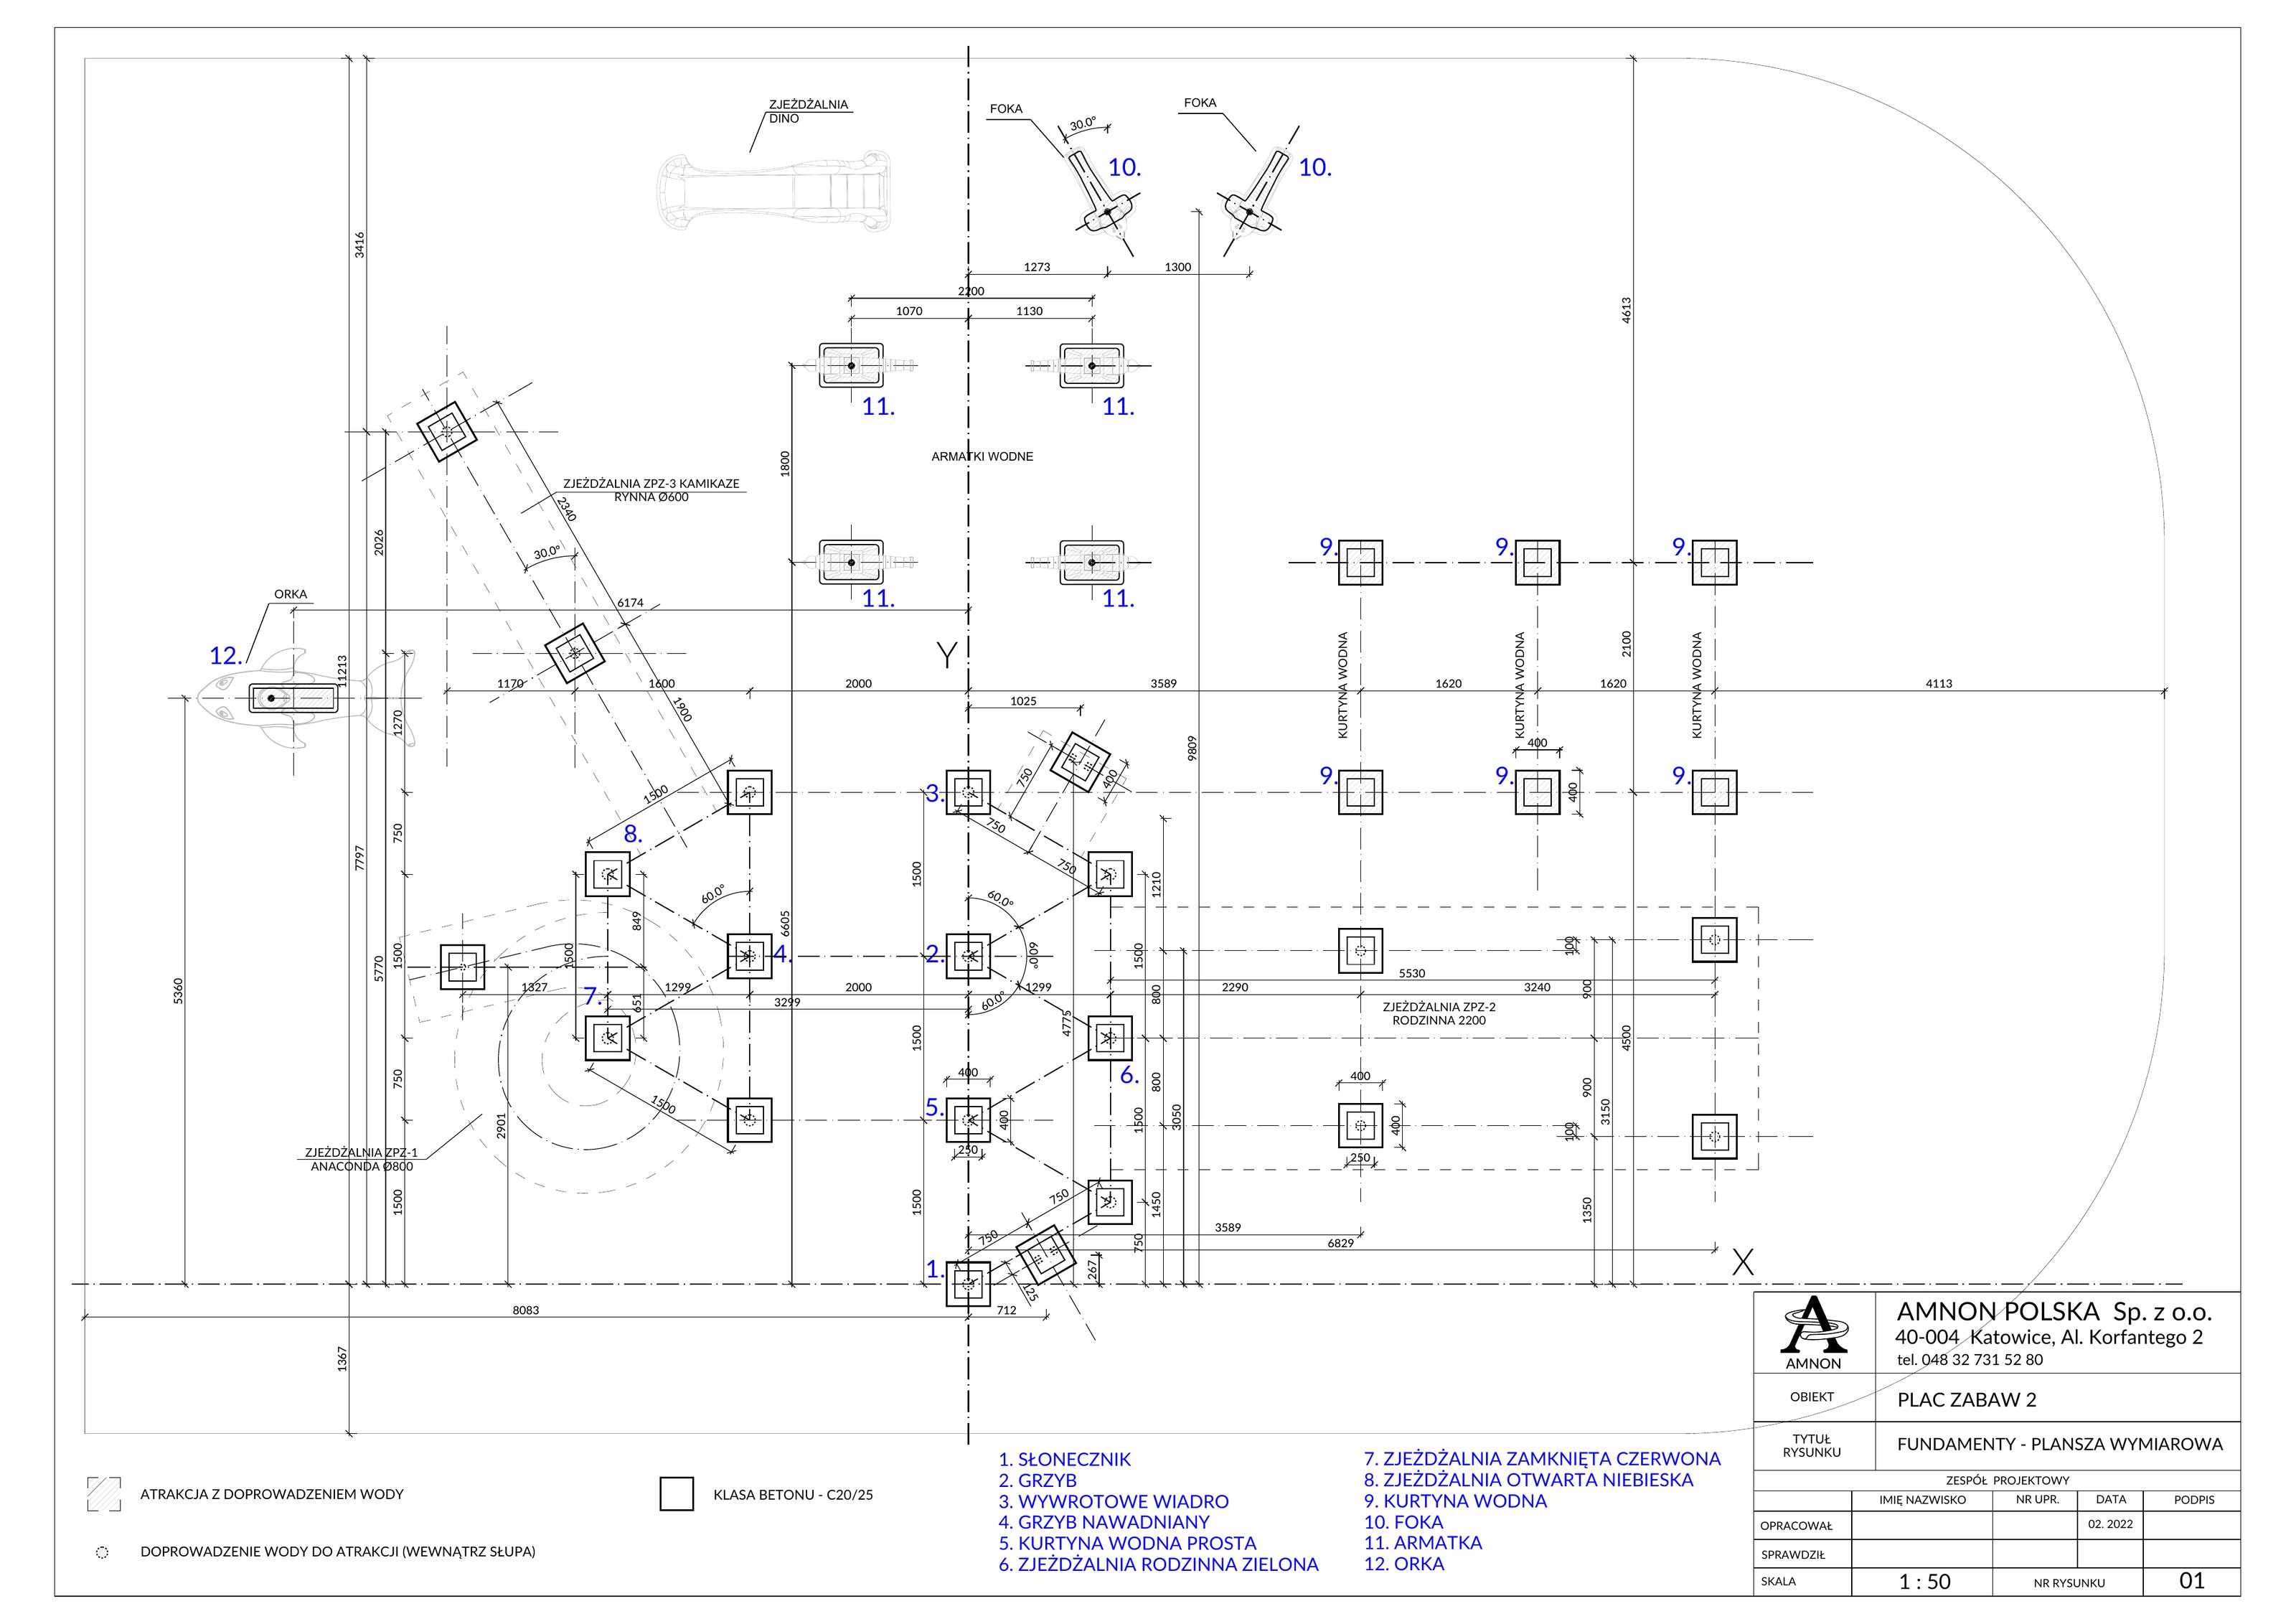 ZJEŻDŻALNIA
DINO
FOKA
FOKA
30.0°
10.
10.
3416
1273
1300
2200
1070
1130
4613
11.
11.
ARMATKI WODNE
1800
ZJEŻDŻALNIA ZPZ-3 KAMIKAZE
RYNNA Ø600
2340
2026
30.0°
9.
9.
9.
ORKA
6174
11.
11.
12.
11213
Y
KURTYNA WODNA
KURTYNA WODNA
KURTYNA WODNA
2100
1170
1600
2000
3589
1620
1620
4113
1900
1025
1270
9809
400
750
400
9.
9.
9.
400
1500
3.
750
8.
750
7797
1500
750
1210
60.0°
60.0°
849
6605
1500
4.
2.
60.0°
1500
1500
100
5770
5360
5530
1327
7.
1299
2000
1299
2290
3240
900
651
3299
60.0°
800
ZJEŻDŻALNIA ZPZ-2
RODZINNA 2200
4775
1500
4500
6.
750
400
400
800
900
1500
5.
400
1500
3050
400
3150
100
2901
ZJEŻDŻALNIA ZPZ-1
ANACONDA Ø800
250
250
1500
1500
750
1450
1350
750
3589
750
6829
1.
267
125
X
8083
712
1367
AMNON
AMNON POLSKA Sp. z o.o.
40-004 Katowice, Al. Korfantego 2
tel. 048 32 731 52 80
OBIEKT
PLAC ZABAW 2
TYTUŁ
RYSUNKU
FUNDAMENTY - PLANSZA WYMIAROWA
ZESPÓŁ PROJEKTOWY
IMIĘ NAZWISKO
NR UPR.
DATA
PODPIS
OPRACOWAŁ
02. 2022
SPRAWDZIŁ
SKALA
1 : 50
NR RYSUNKU
01
ATRAKCJA Z DOPROWADZENIEM WODY
KLASA BETONU - C20/25
DOPROWADZENIE WODY DO ATRAKCJI (WEWNĄTRZ SŁUPA)
1. SŁONECZNIK
2. GRZYB
3. WYWROTOWE WIADRO
4. GRZYB NAWADNIANY
5. KURTYNA WODNA PROSTA
6. ZJEŻDŻALNIA RODZINNA ZIELONA
7. ZJEŻDŻALNIA ZAMKNIĘTA CZERWONA
8. ZJEŻDŻALNIA OTWARTA NIEBIESKA
9. KURTYNA WODNA
10. FOKA
11. ARMATKA
12. ORKA